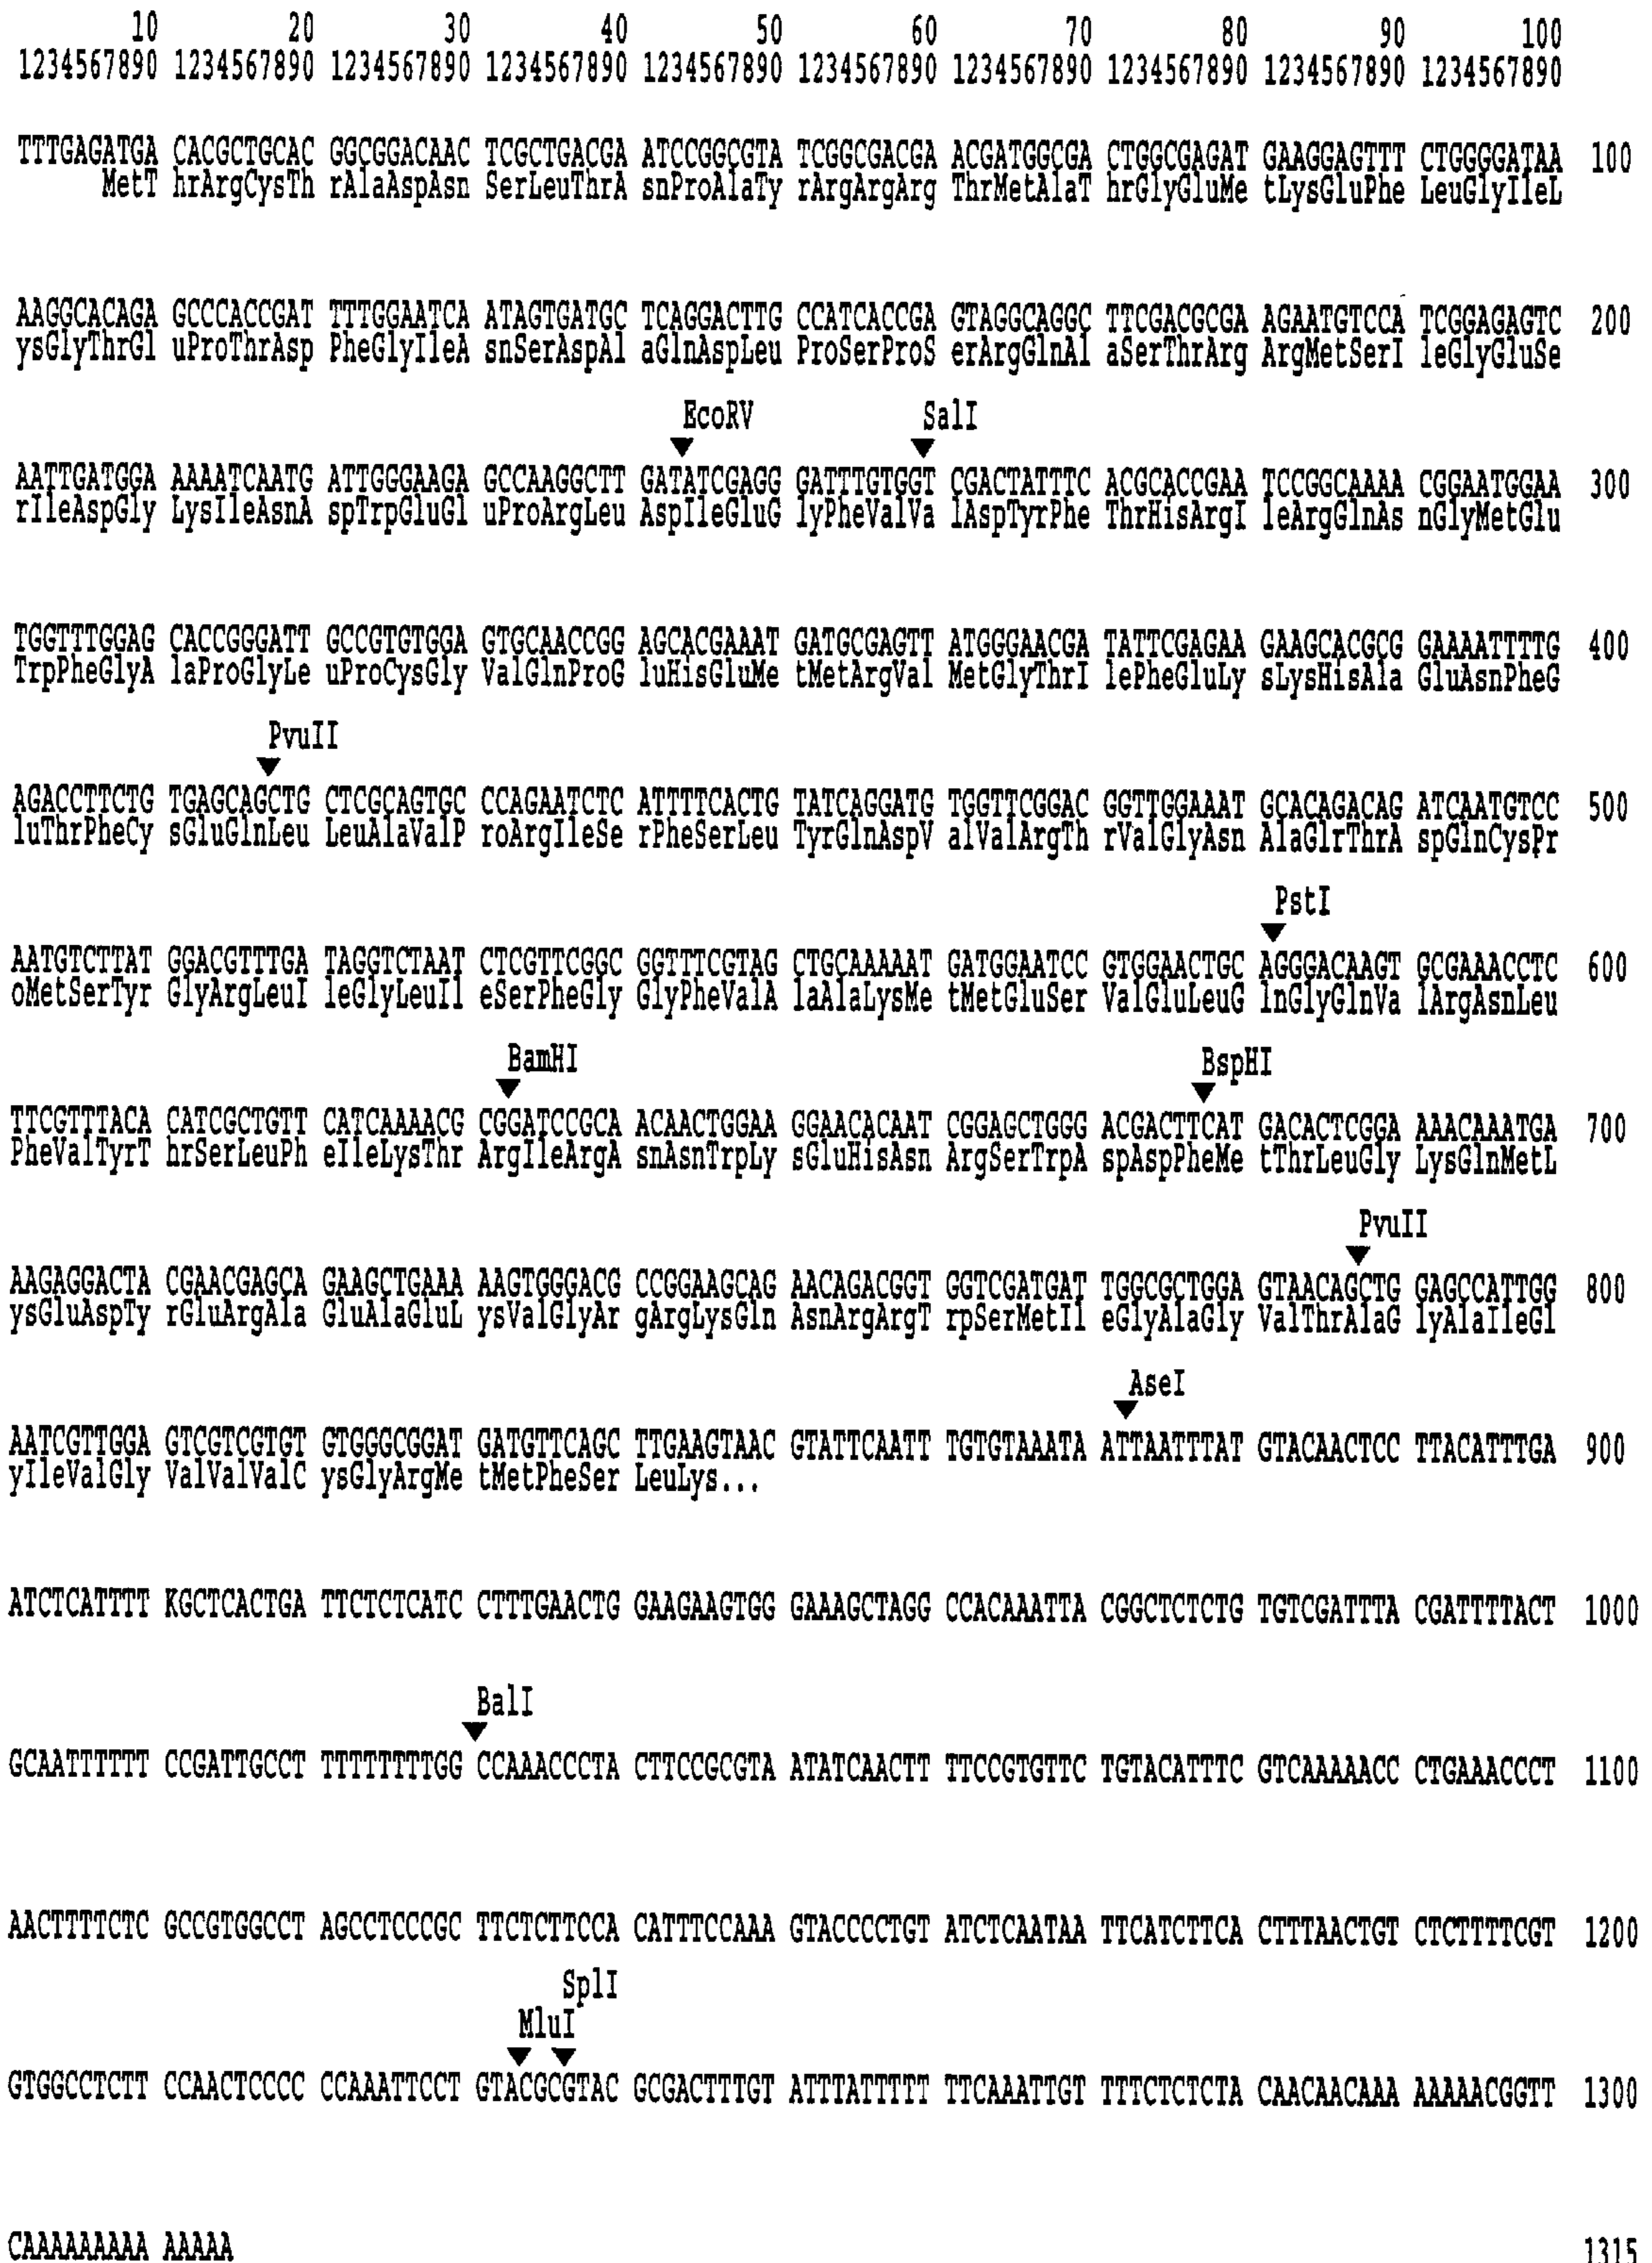 10 20 30 40 50 60 70 80 90 100
1234567890 1234567890 1234567890 1234567890 1234567890 1234567890 1234567890 1234567890 1234567890 1234567890
TTTGAGATGA CACGCTGCAC GGCGGACAAC TCGCTGACGA ATCCGGCGTA TCGGCGACGA ACGATGGCGA CTGGCGAGAT GAAGGAGTTT CTGGGGATAA 100
MetT hrArgCysTh rAlaAspAsn SerLeuThrA snProAlaTy rArgArgArg ThrMetAlaT hrGlyGluMe tLysGluPhe LeuGlyIleL
AAGGCACAGA GCCCACCGAT TTTGGAATCA ATAGTGATGC TCAGGACTTG CCATCACCGA GTAGGCAGGC TTCGACGCGA AGAATGTCCA TCGGAGAGTC 200
ysGlyThrGl uProThrAsp PheGlyIleA snSerAspAl aGlnAspLeu ProSerProS erArgGlnAl aSerThrArg ArgMetSerI leGlyGluSe
EcoRV SalI
AATTGATGGA AAAATCAATG ATTGGGAAGA GCCAAGGCTT GATATCGAGG GATTTGTGGT CGACTATTTC ACGCACCGAA TCCGGCAAAA CGGAATGGAA 300
rIleAspGly LysIleAsnA spTrpGluGl uProArgLeu AspIleGluG lyPheValVa lAspTyrPhe ThrHisArgI leArgGlnAs nGlyMetGlu
TGGTTTGGAG CACCGGGATT GCCGTGTGGA GTGCAACCGG AGCACGAAAT GATGCGAGTT ATGGGAACGA TATTCGAGAA GAAGCACGCG GAAAATTTTG 400
TrpPheGlyA laProGlyLe uProCysGly ValGlnProG luHisGluMe tMetArgVal MetGlyThrI lePheGluLy sLysHisAla GluAsnPheG
PvuII
AGACCTTCTG TGAGCAGCTG CTCGCAGTGC CCAGAATCTC ATTTTCACTG TATCAGGATG TGGTTCGGAC GGTTGGAAAT GCACAGACAG ATCAATGTCC 500
luThrPheCy sGluGlnLeu LeuAlaValP roArgIleSe rPheSerLeu TyrGlnAspV alValArgTh rValGlyAsn AlaGlrThrA spGlnCysPr
PstI
AATGTCTTAT GGACGTTTGA TAGGTCTAAT CTCGTTCGGC GGTTTCGTAG CTGCAAAAAT GATGGAATCC GTGGAACTGC AGGGACAAGT GCGAAACCTC 600
oMetSerTyr GlyArgLeuI leGlyLeuIl eSerPheGly GlyPheValA laAlaLysMe tMetGluSer ValGluLeuG lnGlyGlnVa lArgAsnLeu
BamHI BspHI
TTCGTTTACA CATCGCTGTT CATCAAAACG CGGATCCGCA ACAACTGGAA GGAACACAAT CGGAGCTGGG ACGACTTCAT GACACTCGGA AAACAAATGA 700
PheValTyrT hrSerLeuPh eIleLysThr ArgIleArgA snAsnTrpLy sGluHisAsn ArgSerTrpA spAspPheMe tThrLeuGly LysGlnMetL
PvuII
AAGAGGACTA CGAACGAGCA GAAGCTGAAA AAGTGGGACG CCGGAAGCAG AACAGACGGT GGTCGATGAT TGGCGCTGGA GTAACAGCTG GAGCCATTGG 800
ysGluAspTy rGluArgAla GluAlaGluL ysValGlyAr gArgLysGln AsnArgArgT rpSerMetIl eGlyAlaGly ValThrAlaG lyAlaIleGl
AseI
AATCGTTGGA GTCGTCGTGT GTGGGCGGAT GATGTTCAGC TTGAAGTAAC GTATTCAATT TGTGTAAATA ATTAATTTAT GTACAACTCC TTACATTTGA 900
yIleValGly ValValValC ysGlyArgMe tMetPheSer LeuLys...
ATCTCATTTT KGCTCACTGA TTCTCTCATC CTTTGAACTG GAAGAAGTGG GAAAGCTAGG CCACAAATTA CGGCTCTCTG TGTCGATTTA CGATTTTACT 1000
BalI
GCAATTTTTT CCGATTGCCT TTTTTTTTGG CCAAACCCTA CTTCCGCGTA ATATCAACTT TTCCGTGTTC TGTACATTTC GTCAAAAACC CTGAAACCCT 1100
AACTTTTCTC GCCGTGGCCT AGCCTCCCGC TTCTCTTCCA CATTTCCAAA GTACCCCTGT ATCTCAATAA TTCATCTTCA CTTTAACTGT CTCTTTTCGT 1200
SplI
MluI
GTGGCCTCTT CCAACTCCCC CCAAATTCCT GTACGCGTAC GCGACTTTGT ATTTATTTTT TTCAAATTGT TTTCTCTCTA CAACAACAAA AAAAACGGTT 1300
CAAAAAAAAA AAAAA 1315